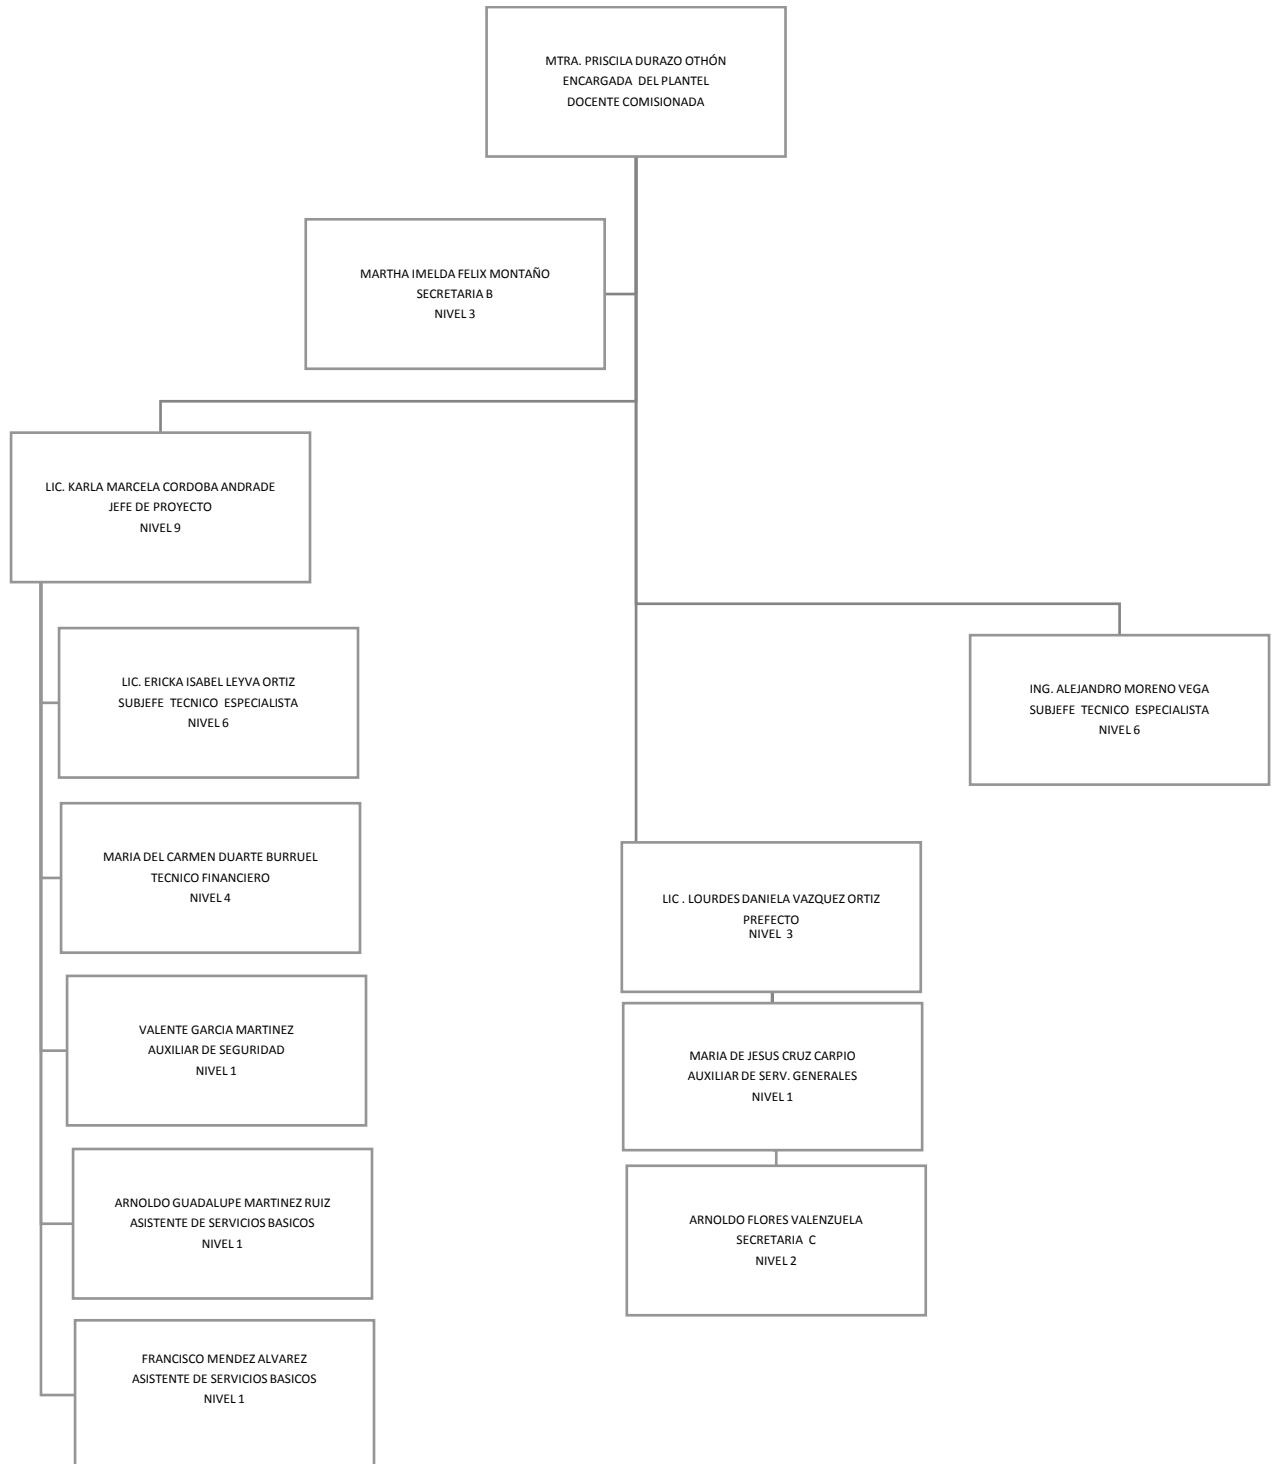 MTRA. PRISCILA DURAZO OTHÓN
ENCARGADA DEL PLANTEL
DOCENTE COMISIONADA
MARTHA IMELDA FELIX MONTAÑO
SECRETARIA B
NIVEL 3
LIC. KARLA MARCELA CORDOBA ANDRADE
JEFE DE PROYECTO
NIVEL 9
LIC. ERICKA ISABEL LEYVA ORTIZ
SUBJEFE TECNICO ESPECIALISTA
NIVEL 6
MARIA DEL CARMEN DUARTE BURRUEL
TECNICO FINANCIERO
NIVEL 4
VALENTE GARCIA MARTINEZ
AUXILIAR DE SEGURIDAD
NIVEL 1
ARNOLDO GUADALUPE MARTINEZ RUIZ
ASISTENTE DE SERVICIOS BASICOS
NIVEL 1
FRANCISCO MENDEZ ALVAREZ
ASISTENTE DE SERVICIOS BASICOS
NIVEL 1
LIC . LOURDES DANIELA VAZQUEZ ORTIZ
PREFECTO
NIVEL 3
MARIA DE JESUS CRUZ CARPIO
AUXILIAR DE SERV. GENERALES
NIVEL 1
ARNOLDO FLORES VALENZUELA
SECRETARIA C
NIVEL 2
ING. ALEJANDRO MORENO VEGA
SUBJEFE TECNICO ESPECIALISTA
NIVEL 6